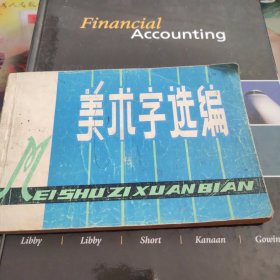 Financial
Accounting
美术字选编
MEISHUZIXUANBIAN
Libby | Libby | Short | Kanaan | Gowin